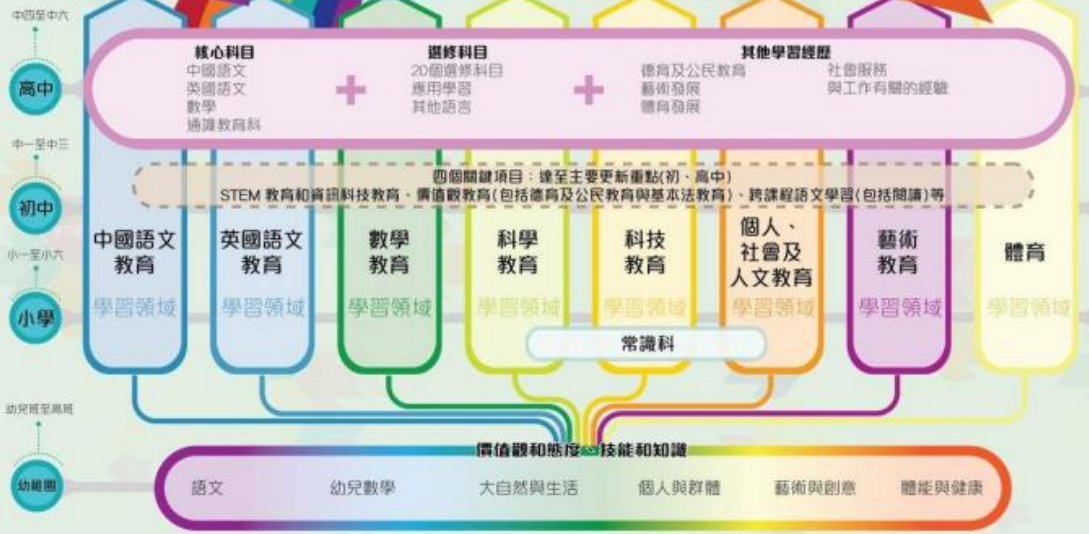 中四至中六
高中
核心科目
中國語文
英國語文
數學
通識教育科
+
選修科目
20個選修科目
應用學習
其他語言
+
其他學習經歷
德育及公民教育
藝術發展
體育發展
社會服務
與工作有關的經驗
中一至中三
初中
四個關鍵項目：達至主要更新重點(初、高中)
STEM 教育和資訊科技教育、價值觀教育(包括德育及公民教育與基本法教育)、跨課程語文學習(包括閱讀)等
小一至小六
小學
中國語文
教育
學習領域
英國語文
教育
學習領域
數學
教育
學習領域
科學
教育
學習領域
科技
教育
學習領域
個人、
社會及
人文教育
學習領域
藝術
教育
學習領域
體育
學習領域
常識科
幼兒班至高班
幼稚園
價值觀和態度、技能和知識
語文
幼兒數學
大自然與生活
個人與群體
藝術與創意
體能與健康